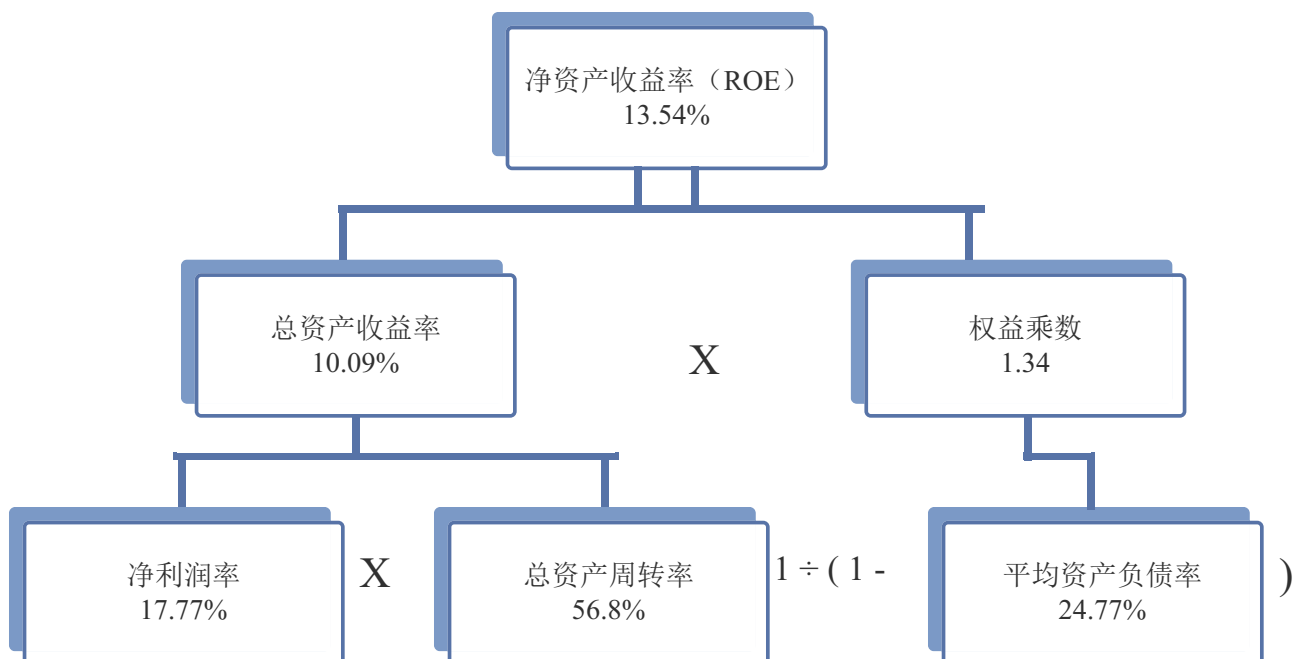 净资产收益率（ROE）
13.54%
总资产收益率
10.09%
X
权益乘数
1.34
净利润率
17.77%
X
总资产周转率
56.8%
1 ÷ ( 1 -
平均资产负债率
24.77%
)